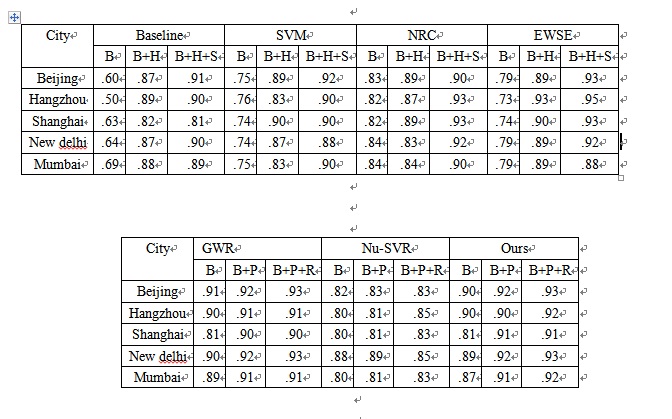 City Baseline SVM NRC EWSE
B B+H B+H+S B B+H B+H+S B B+H B+H+S B B+H B+H+S
Beijing .60 .87 .91 .75 .89 .92 .83 .89 .90 .79 .89 .93
Hangzhou .50 .89 .90 .76 .83 .90 .82 .87 .93 .73 .93 .95
Shanghai .63 .82 .81 .74 .90 .90 .82 .89 .93 .74 .90 .93
New delhi .64 .87 .90 .74 .87 .88 .84 .83 .92 .79 .89 .92
Mumbai .69 .88 .89 .75 .83 .90 .84 .84 .90 .79 .89 .88
City GWR Nu-SVR Ours
B B+P B+P+R B B+P B+P+R B B+P B+P+R
Beijing .91 .92 .93 .82 .83 .83 .90 .92 .93
Hangzhou .90 .91 .91 .80 .81 .85 .90 .90 .92
Shanghai .81 .90 .90 .80 .81 .83 .81 .91 .91
New delhi .90 .92 .93 .88 .89 .85 .89 .92 .93
Mumbai .89 .91 .91 .80 .81 .83 .87 .91 .92